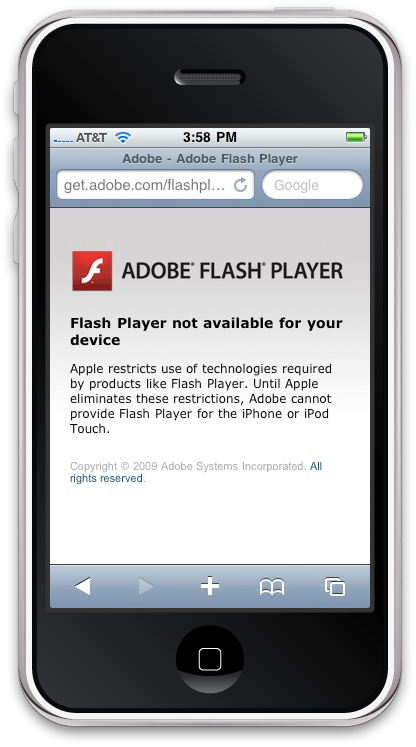 AT&T 3:58 PM
Adobe - Adobe Flash Player
get.adobe.com/flashpl... Google
ADOBE® FLASH® PLAYER
Flash Player not available for your
device
Apple restricts use of technologies required
by products like Flash Player. Until Apple
eliminates these restrictions, Adobe cannot
provide Flash Player for the iPhone or iPod
Touch.
Copyright © 2009 Adobe Systems Incorporated. All
rights reserved.